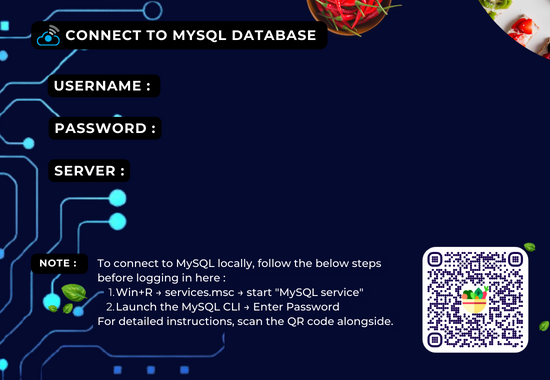 CONNECT TO MYSQL DATABASE
USERNAME :
PASSWORD :
SERVER :
NOTE :
To connect to MySQL locally, follow the below steps
before logging in here :
1. Win+R → services.msc → start "MySQL service"
2. Launch the MySQL CLI → Enter Password
For detailed instructions, scan the QR code alongside.